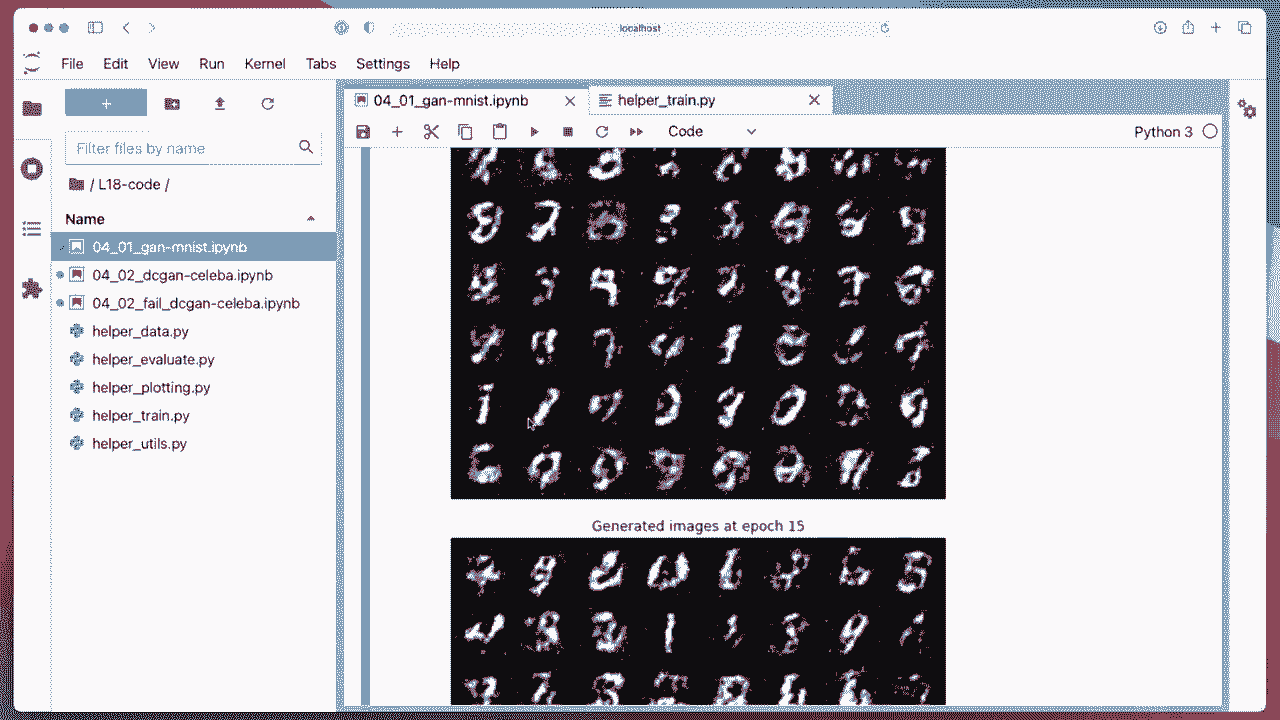 localhost
File Edit View Run Kernel Tabs Settings Help
+
04_01_gan-mnist.ipynb
helper_train.py
Code
Python 3
Filter files by name
/ L18-code /
Name
04_01_gan-mnist.ipynb
04_02_dcgan-celeba.ipynb
04_02_fail_dcgan-celeba.ipynb
helper_data.py
helper_evaluate.py
helper_plotting.py
helper_train.py
helper_utils.py
Generated images at epoch 15